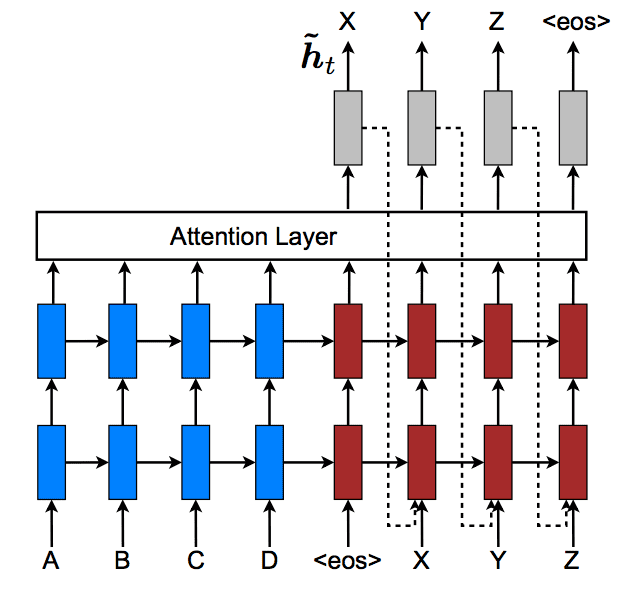 X Y Z <eos>
h̃t
Attention Layer
A B C D <eos> X Y Z